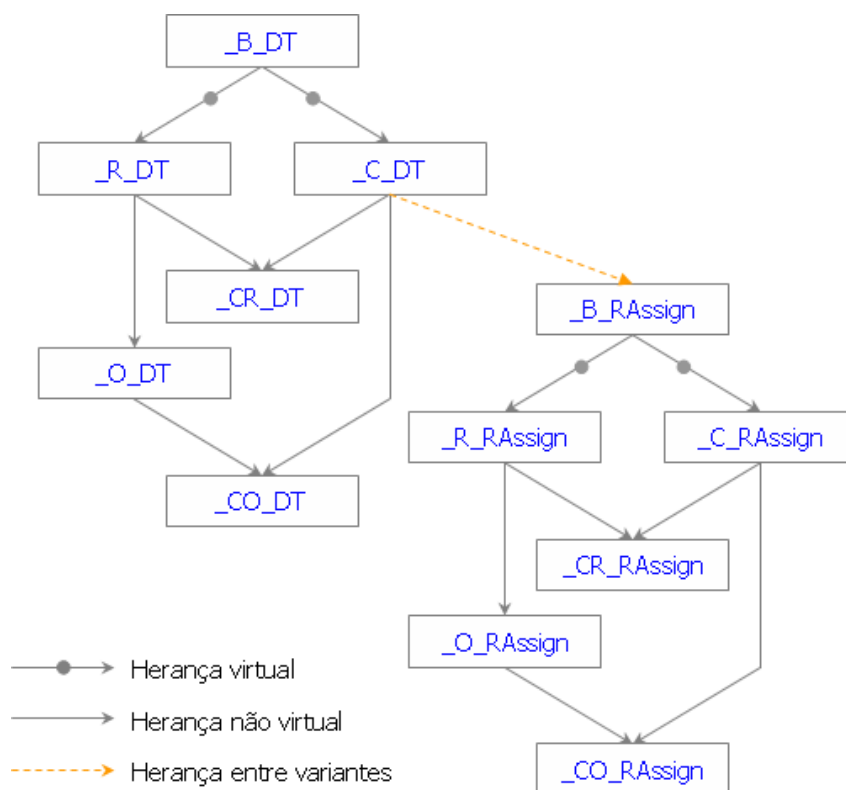 _B_DT
_R_DT
_C_DT
_CR_DT
_B_RAssign
_O_DT
_R_RAssign
_C_RAssign
_CO_DT
_CR_RAssign
_O_RAssign
Herança virtual
Herança não virtual
_CO_RAssign
Herança entre variantes